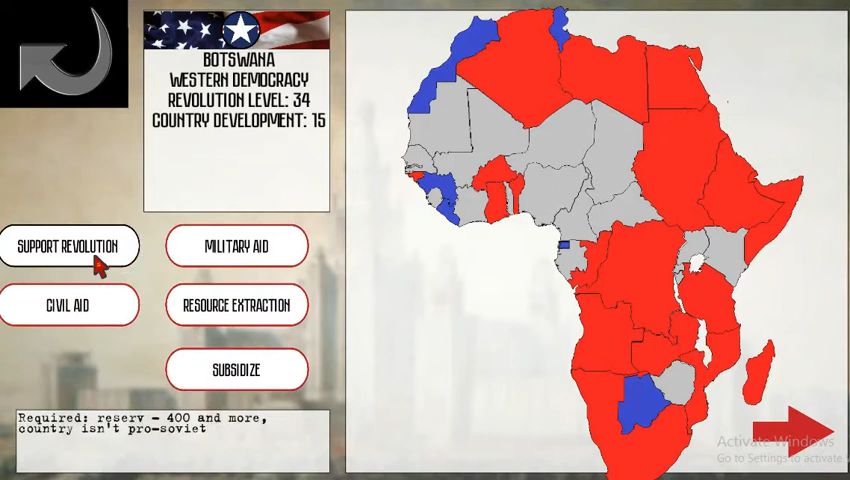 BOTSWANA
WESTERN DEMOCRACY
REVOLUTION LEVEL: 34
COUNTRY DEVELOPMENT: 15
SUPPORT REVOLUTION
MILITARY AID
CIVIL AID
RESOURCE EXTRACTION
SUBSIDIZE
Required: reserv - 400 and more,
country isn't pro-soviet
Activate Windows
Go to Settings to activate